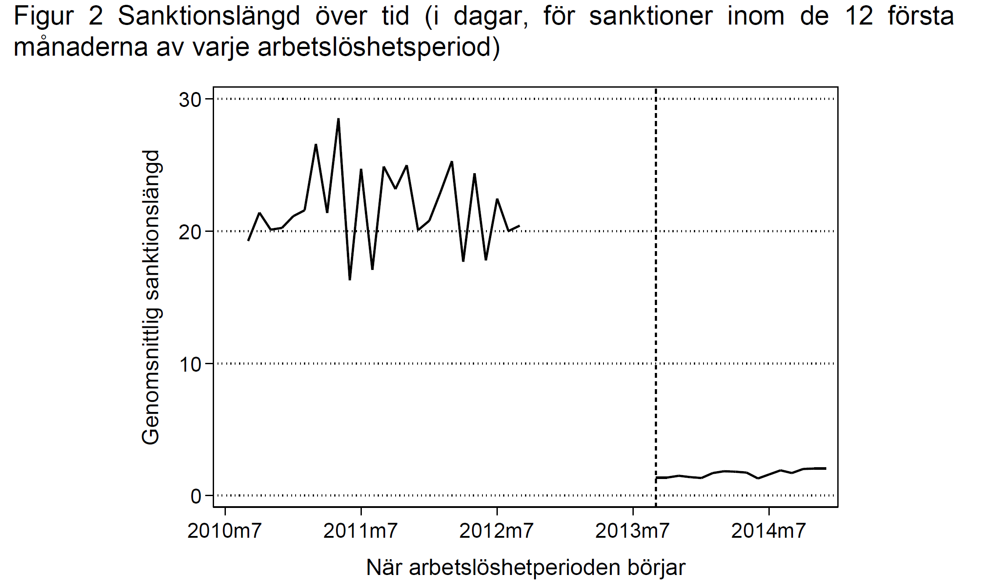 Figur 2 Sanktionslängd över tid (i dagar, för sanktioner inom de 12 första
månaderna av varje arbetslöshetsperiod)
Genomsnittlig sanktionslängd
30
20
10
0
2010m7 2011m7 2012m7 2013m7 2014m7
När arbetslöshetperioden börjar